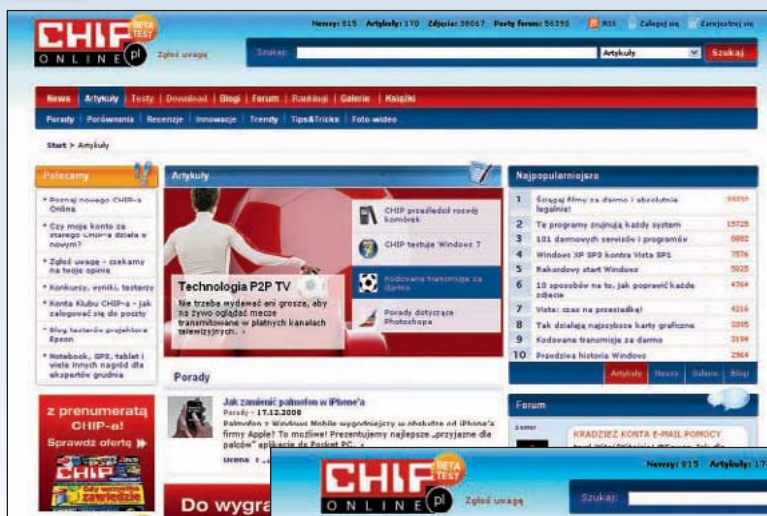 Newsy: 815 Artykuły: 170 Zdjęcia: 38067 Posty forum: 56390 RSS Zaloguj się Zarejestruj się
CHIP BETA TEST
ONLINE pl Zgłoś uwagę
Szukaj: Artykuły Szukaj
News Artykuły Testy Download Blogi Forum Rankingi Galerie Książki
Porady Porównania Recenzje Innowacje Trendy Tips&Tricks Foto-wideo
Start > Artykuły
Polecamy
Poznaj nowego CHIP-a Online
Czy moje konto za starego CHIP-a działa w nowym?
Zgłoś uwagę - czekamy na twoje opinie
Konkursy, wyniki, testerzy
Konta Klubu CHIP-a - jak zalogować się do poczty
Blog testerów projektora Epson
Notebook, GPS, tablet i wiele innych nagród dla ekspertów grudnia
z prenumeratą
CHIP-a!
Sprawdź ofertę
CHIP
Gdy wszystko
zawiedzie
Artykuły
CHIP prześledził rozwój komórek
CHIP testuje Windows 7
Kodowane transmisje za darmo
Porady dotyczące Photoshopa
Technologia P2P TV
Nie trzeba wydawać ani grosza, aby
na żywo oglądać mecze
transmitowane w płatnych kanałach
telewizyjnych. »
Porady
Jak zamienić palmofon w iPhone'a
Porady - 17.12.2008
Palmofon z Windows Mobile wygodniejszy w obsłudze od iPhone'a
firmy Apple? To możliwe! Prezentujemy najlepsze „przyjazne dla
palców" aplikacje do Pocket PC. »
Ocena :
Do wygra
Najpopularniejsze
1 Ściągaj filmy za darmo i absolutnie legalnie!
2 Te programy zrujnują każdy system 15725
3 101 darmowych serwisów i programów
4 Windows XP SP3 kontra Vista SP1 7576
5 Rekordowy start Windows 5025
6 10 sposobów na to, jak poprawić każde zdjęcie 4764
7 Vista: czas na przesiadkę! 4216
8 Tak działają najszybsze karty graficzne 3395
9 Kodowane transmisje za darmo 3194
10 Prawdziwa historia Windows 2964
Artykuły Newsy Galerie Blogi
Forum
KRADZIEŻ KONTA E-MAIL POMOCY
CHIP BETA TEST
ONLINE pl Zgłoś uwagę
Newsy: 815 Artykuły: 17
Szukaj: